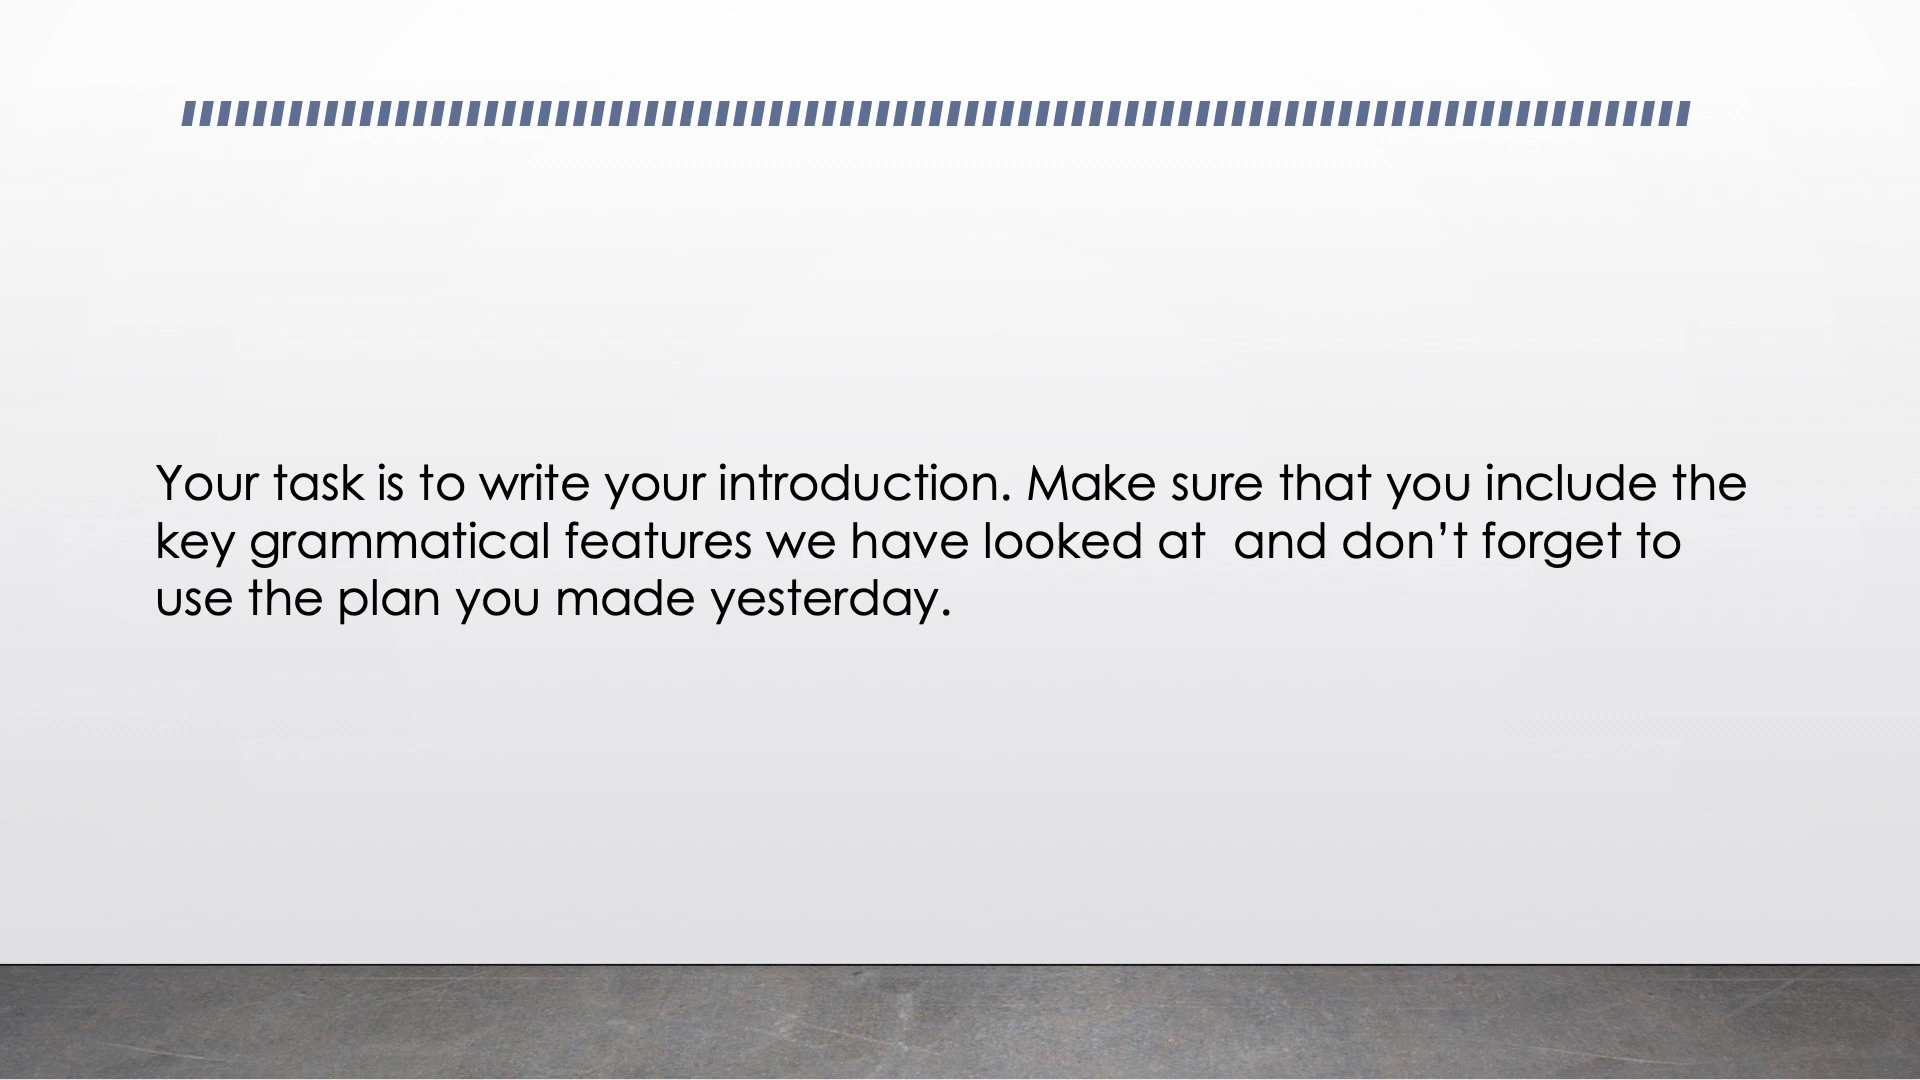 Your task is to write your introduction. Make sure that you include the
key grammatical features we have looked at  and don’t forget to
use the plan you made yesterday.